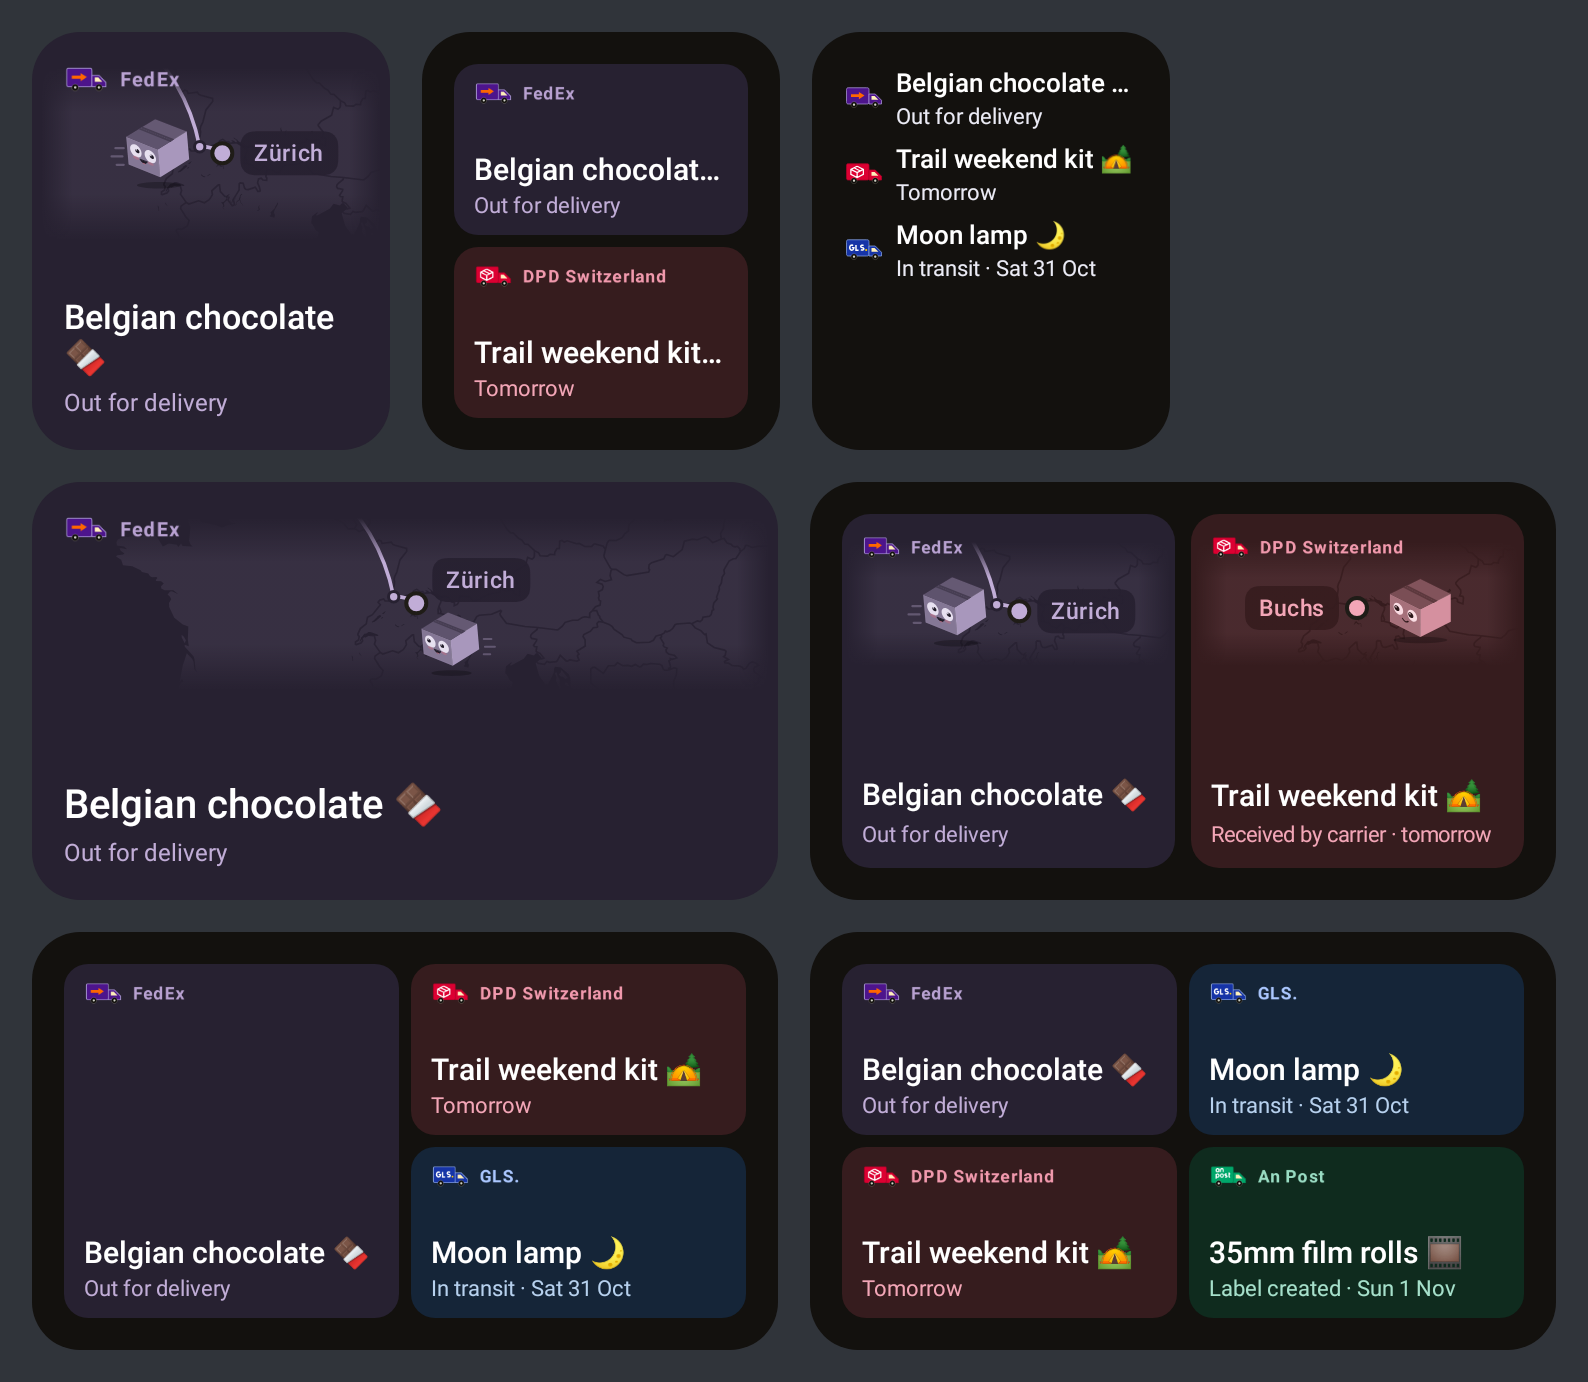 FedEx
Zürich
Belgian chocolate 🍫
Out for delivery
FedEx
Belgian chocolat...
Out for delivery
DPD Switzerland
Trail weekend kit...
Tomorrow
Belgian chocolate ...
Out for delivery
Trail weekend kit 🏕️
Tomorrow
GLS.
Moon lamp 🌙
In transit · Sat 31 Oct
FedEx
Zürich
Belgian chocolate 🍫
Out for delivery
FedEx
Zürich
Belgian chocolate 🍫
Out for delivery
DPD Switzerland
Buchs
Trail weekend kit 🏕️
Received by carrier · tomorrow
FedEx
Belgian chocolate 🍫
Out for delivery
DPD Switzerland
Trail weekend kit 🏕️
Tomorrow
GLS. GLS.
Moon lamp 🌙
In transit · Sat 31 Oct
FedEx
Belgian chocolate 🍫
Out for delivery
GLS. GLS.
Moon lamp 🌙
In transit · Sat 31 Oct
DPD Switzerland
Trail weekend kit 🏕️
Tomorrow
an post An Post
35mm film rolls 🎞️
Label created · Sun 1 Nov